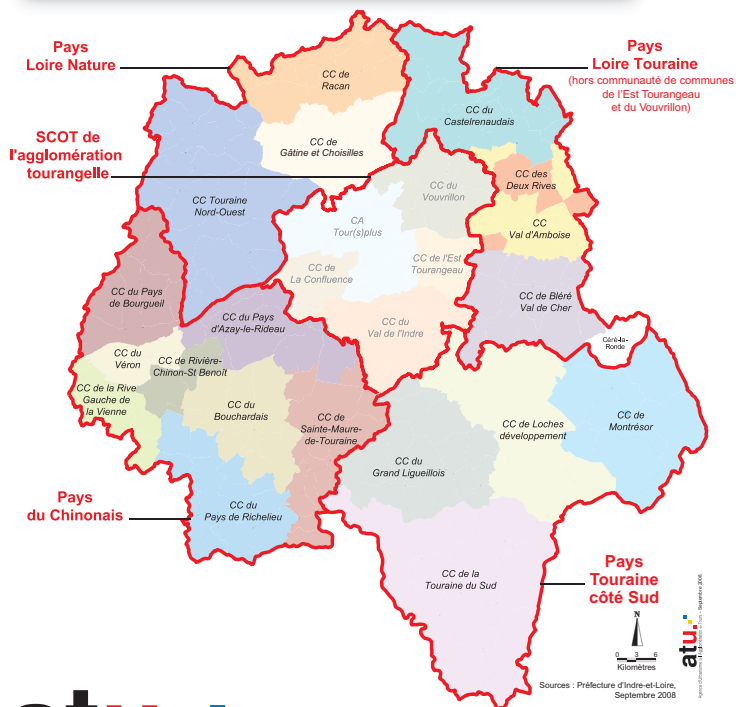 Pays
Loire Nature
Pays
Loire Touraine
(hors communauté de communes
de l'Est Tourangeau
et du Vouvrillon)
SCOT de
l'agglomération
tourangelle
CC de
Racan
CC du
Castelrenaudais
CC de
Gâtine et Choisilles
CC des
Deux Rives
CC du
Vouvrillon
CC Touraine
Nord-Ouest
CA
Tour(s)plus
CC
Val d'Amboise
CC de l'Est
Tourangeau
CC de
La Confluence
CC du Pays
de Bourgueil
CC de Bléré
Val de Cher
CC du Pays
d'Azay-le-Rideau
CC du
Val de l'Indre
Céré-la-
Ronde
CC du
Véron
CC de Rivière-
Chinon-St Benoît
CC de la Rive
Gauche de
la Vienne
CC du
Bouchardais
CC de
Sainte-Maure-
de-Touraine
CC de Loches
développement
CC de
Montrésor
CC du
Grand Ligueillois
Pays
du Chinonais
CC du
Pays de Richelieu
CC de la
Touraine du Sud
Pays
Touraine
côté Sud
N
0 3 6
Kilomètres
atu.
Sources : Préfecture d'Indre-et-Loire,
Septembre 2008